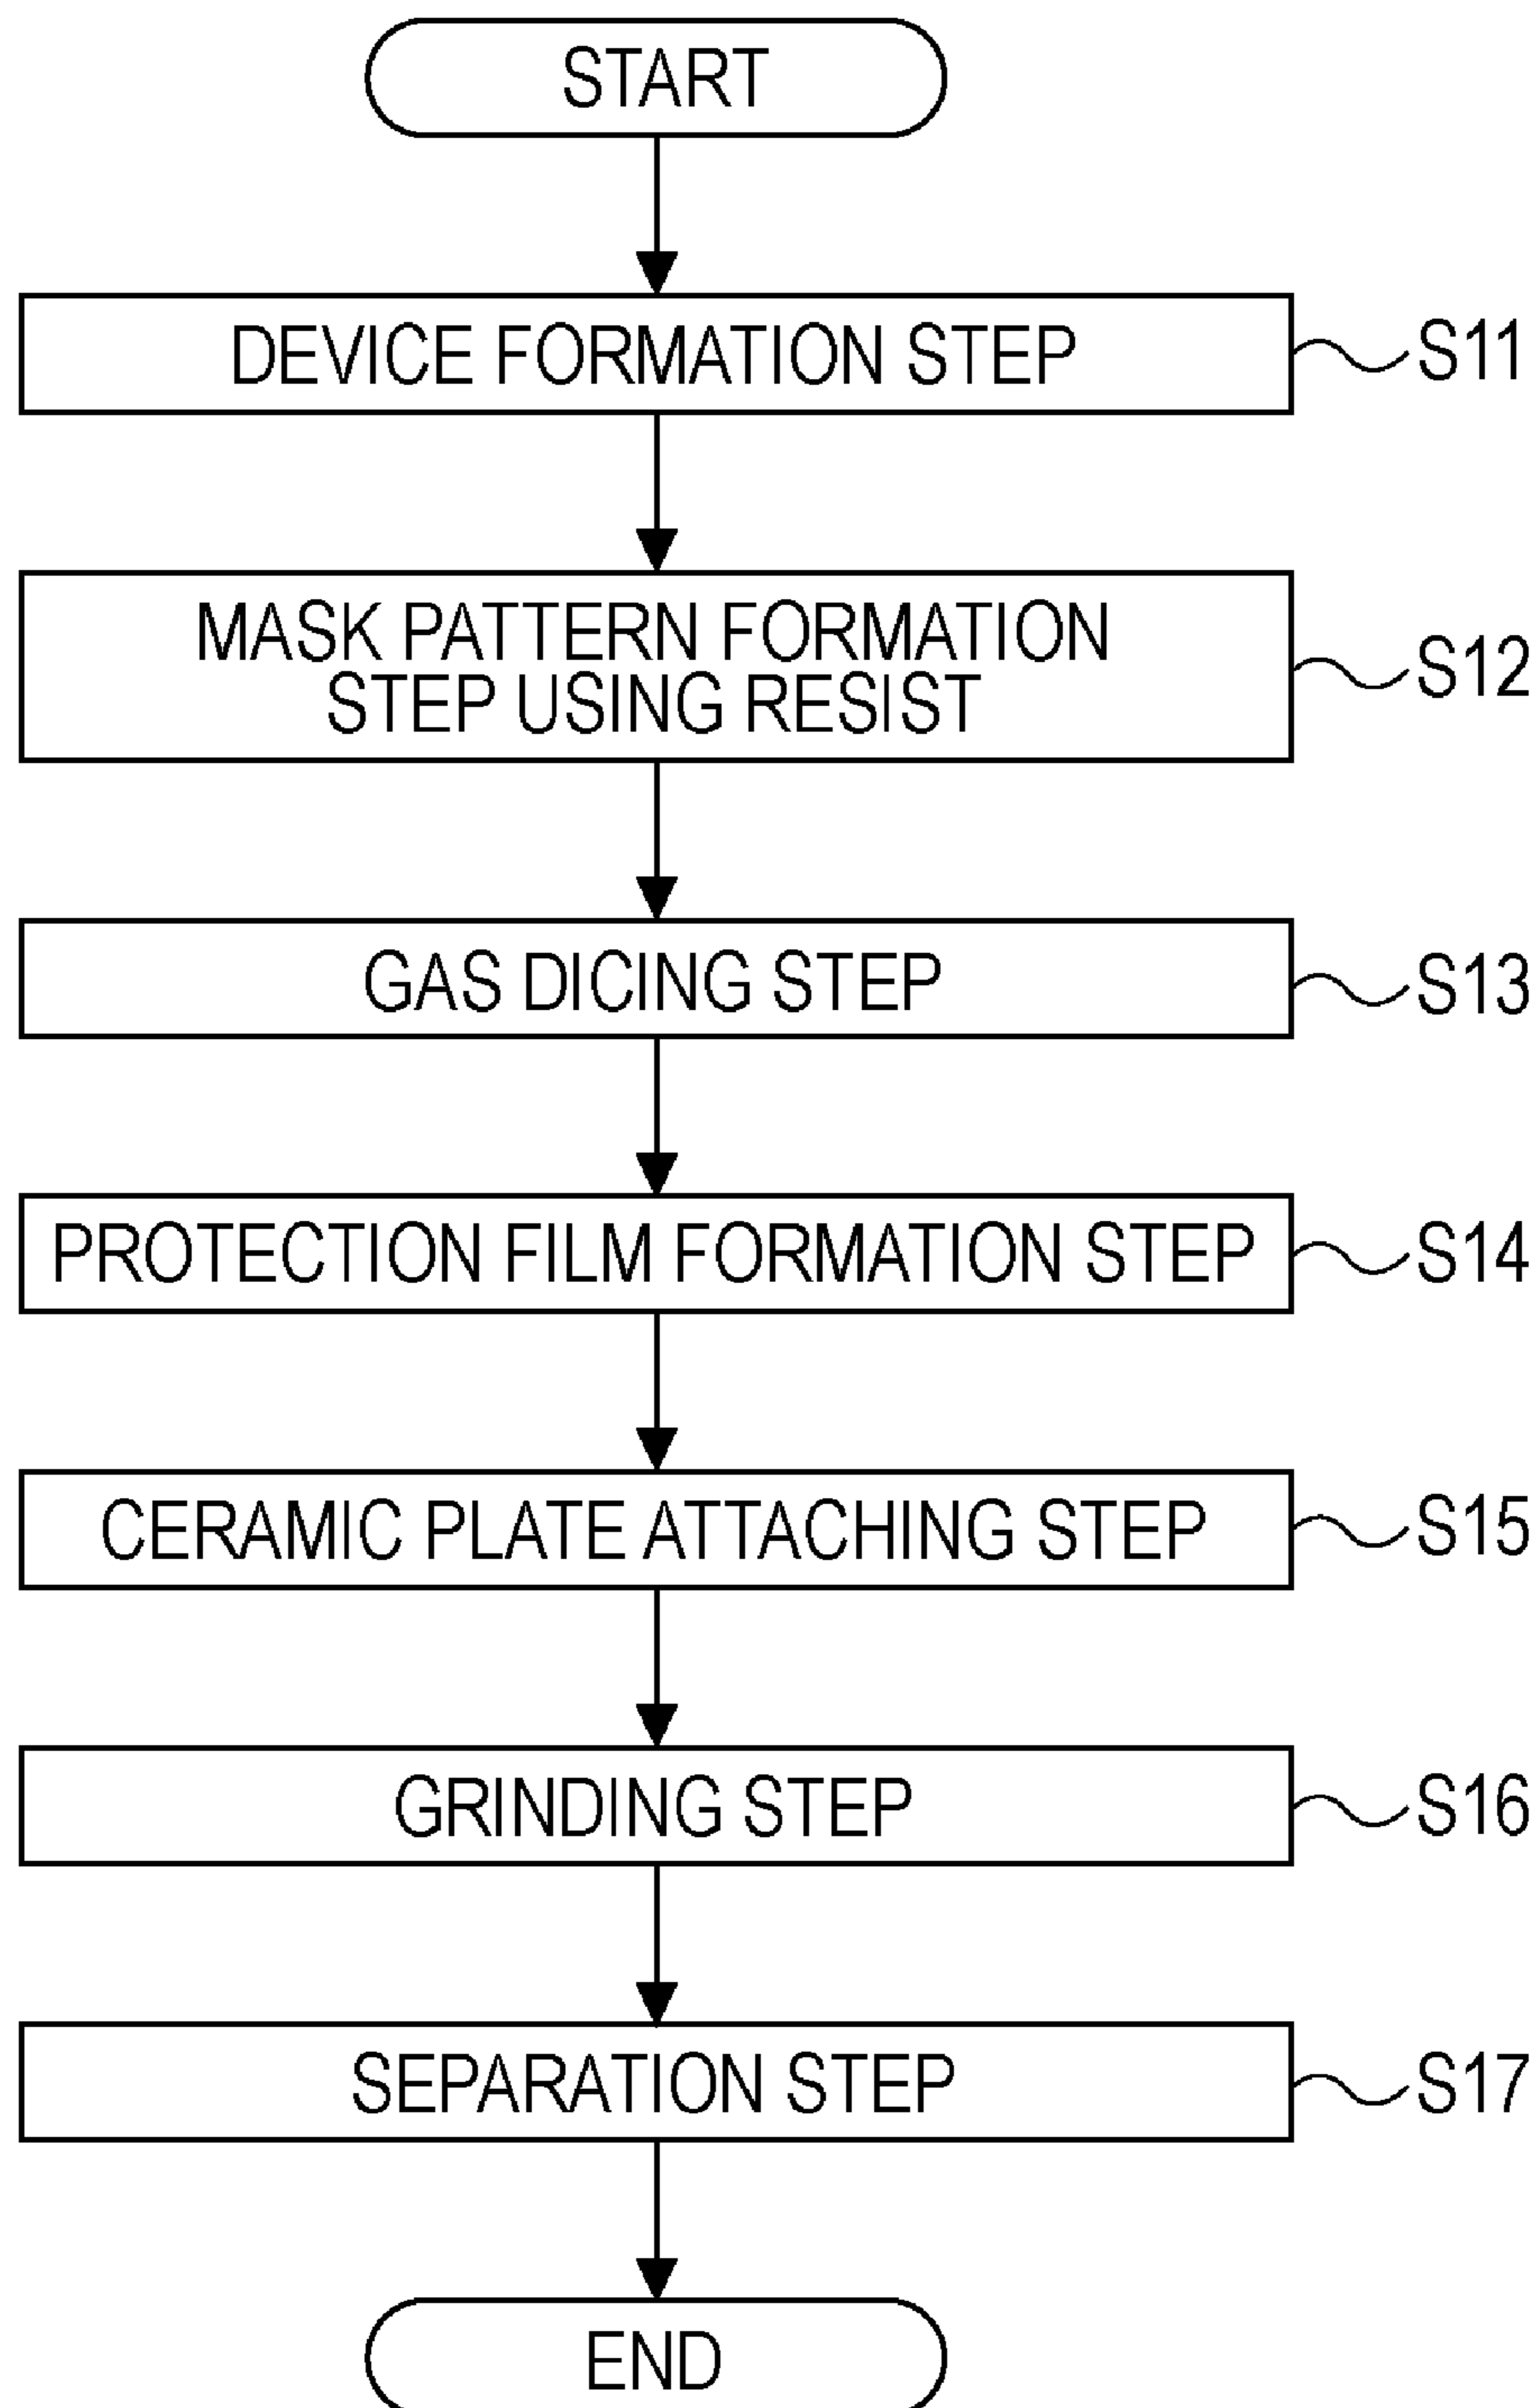 START
DEVICE FORMATION STEP
S11
MASK PATTERN FORMATION
STEP USING RESIST
S12
GAS DICING STEP
S13
PROTECTION FILM FORMATION STEP
S14
CERAMIC PLATE ATTACHING STEP
S15
GRINDING STEP
S16
SEPARATION STEP
S17
END